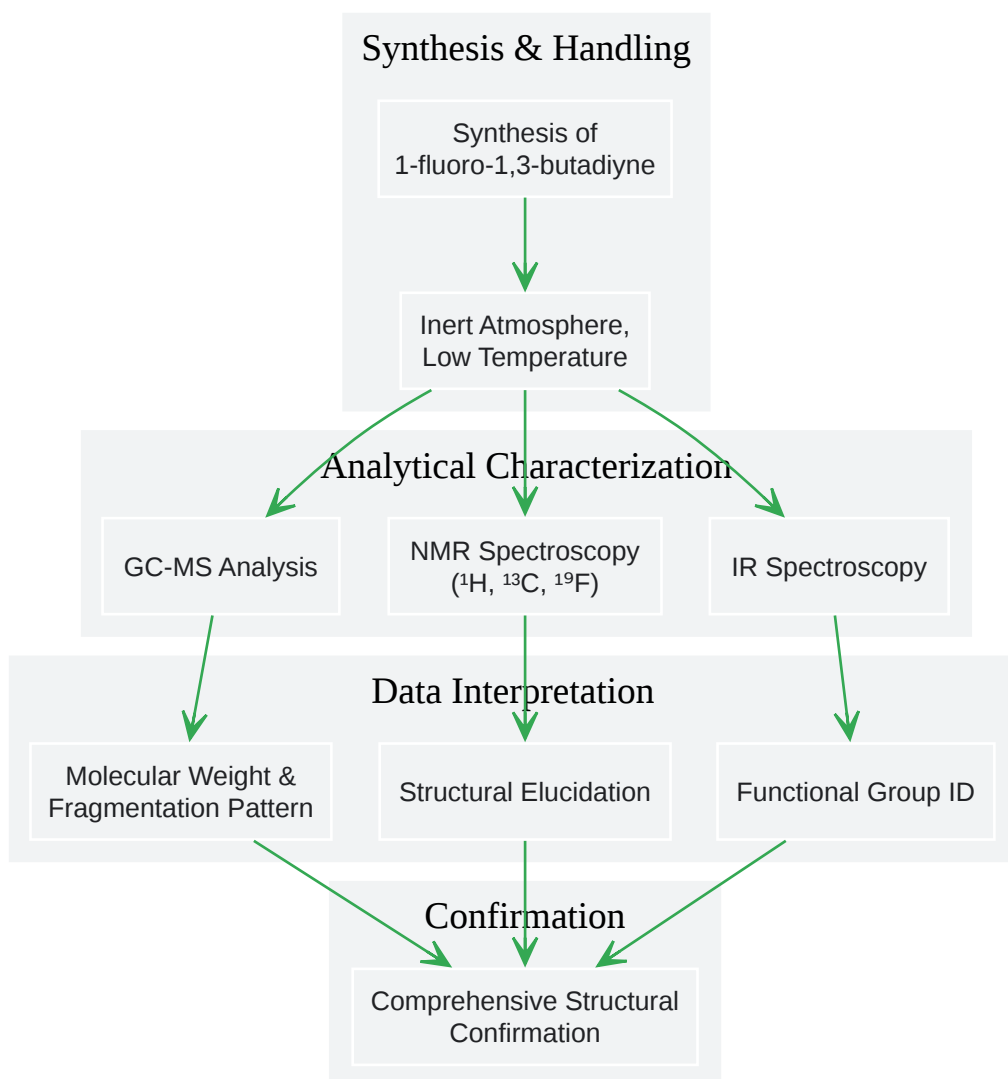 Synthesis & Handling
Synthesis of
1-fluoro-1,3-butadiyne
Inert Atmosphere,
Low Temperature
Analytical Characterization
GC-MS Analysis
NMR Spectroscopy
(¹H, ¹³C, ¹⁹F)
IR Spectroscopy
Data Interpretation
Molecular Weight &
Fragmentation Pattern
Structural Elucidation
Functional Group ID
Confirmation
Comprehensive Structural
Confirmation